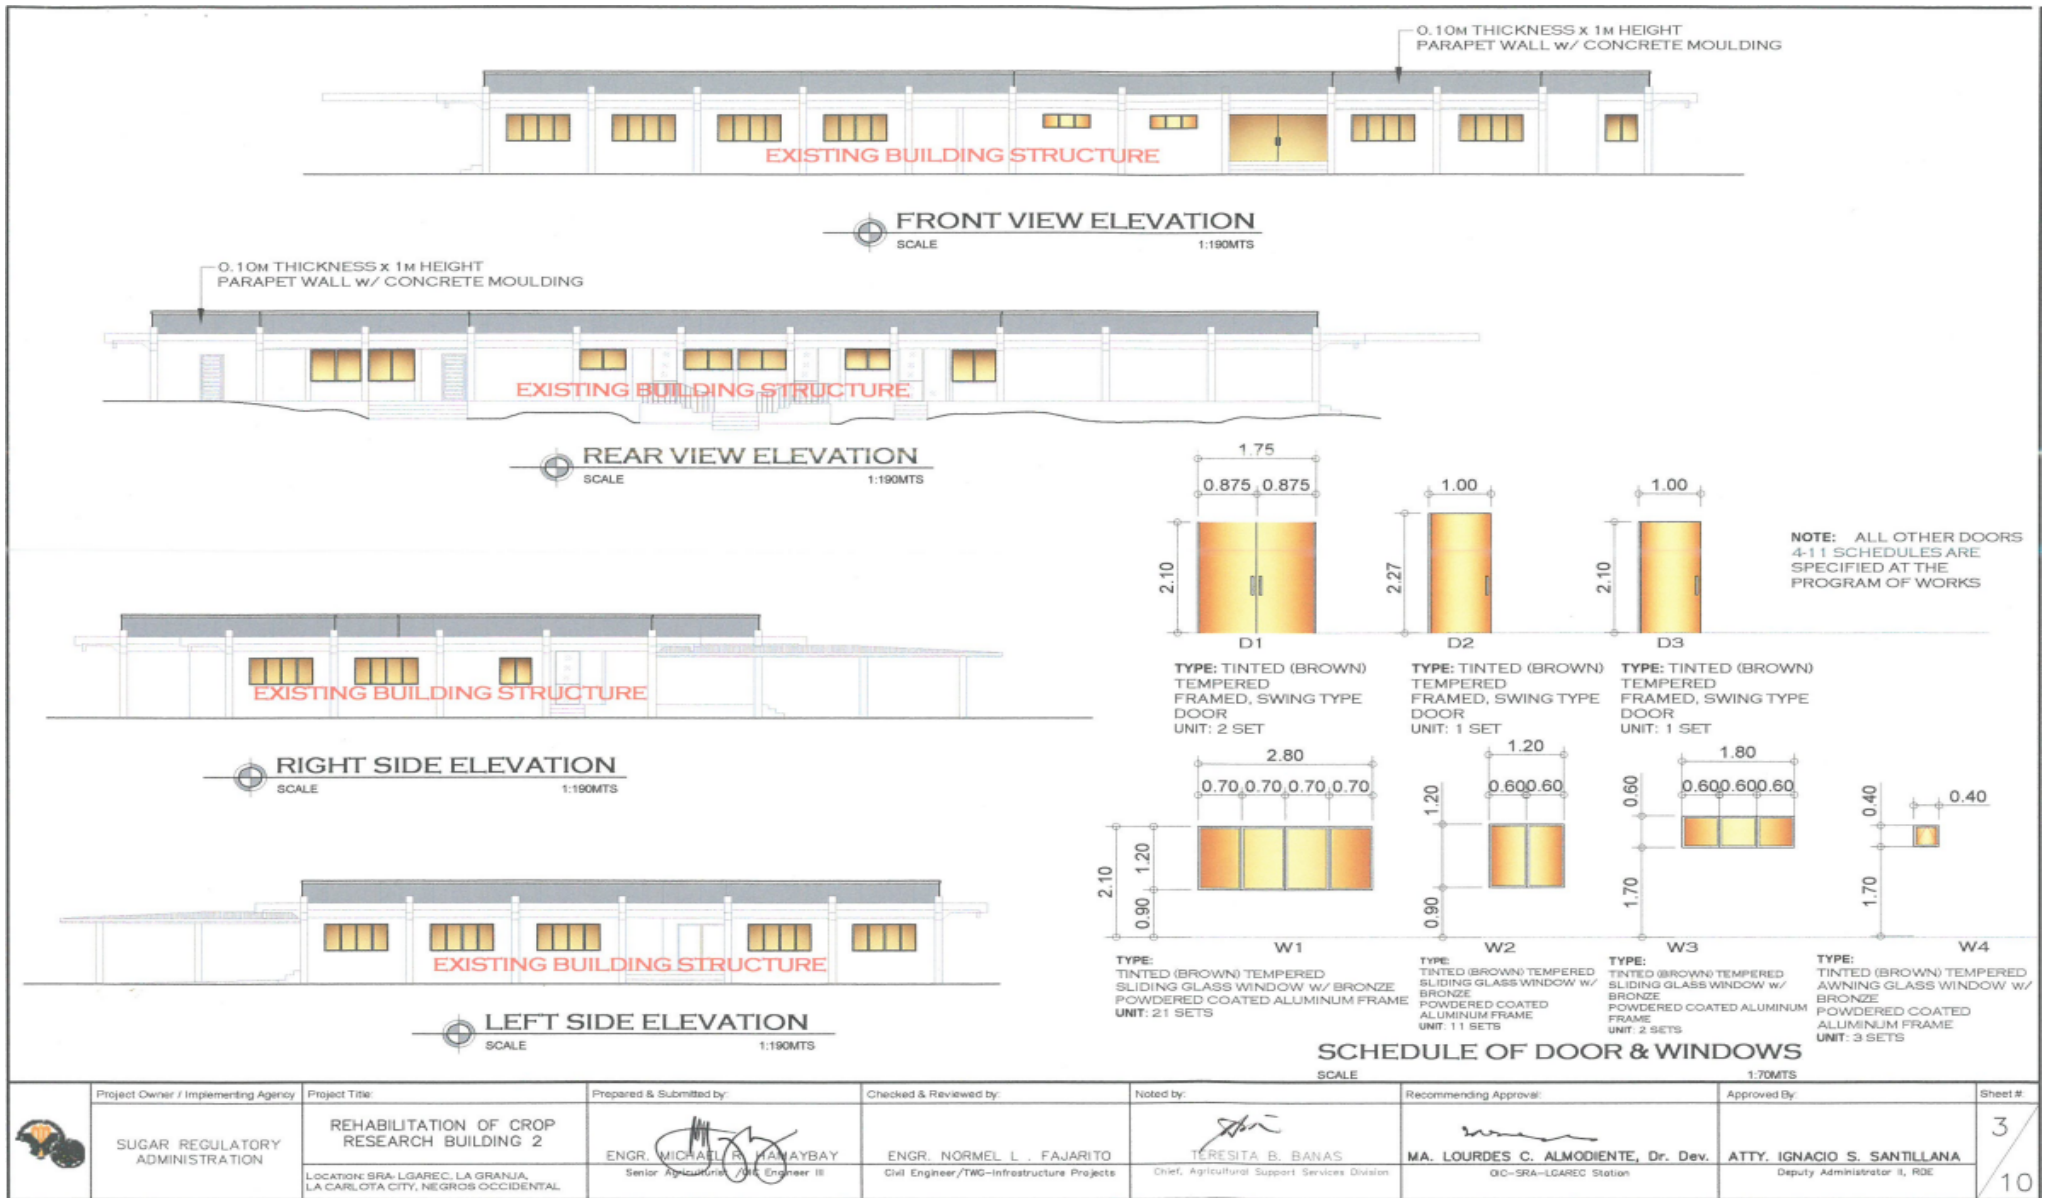 0.10M THICKNESS x 1M HEIGHT
PARAPET WALL W/ CONCRETE MOULDING
EXISTING BUILDING STRUCTURE
FRONT VIEW ELEVATION
SCALE 1:190MTS
0.10M THICKNESS x 1M HEIGHT
PARAPET WALL W/ CONCRETE MOULDING
EXISTING BUILDING STRUCTURE
REAR VIEW ELEVATION
SCALE 1:190MTS
EXISTING BUILDING STRUCTURE
RIGHT SIDE ELEVATION
SCALE 1:190MTS
EXISTING BUILDING STRUCTURE
LEFT SIDE ELEVATION
SCALE 1:190MTS
1.75
0.875 0.875
2.10
D1
TYPE: TINTED (BROWN)
TEMPERED
FRAMED, SWING TYPE
DOOR
UNIT: 2 SET
1.00
2.27
D2
TYPE: TINTED (BROWN)
TEMPERED
FRAMED, SWING TYPE
DOOR
UNIT: 1 SET
1.00
2.10
D3
TYPE: TINTED (BROWN)
TEMPERED
FRAMED, SWING TYPE
DOOR
UNIT: 1 SET
NOTE: ALL OTHER DOORS
4-11 SCHEDULES ARE
SPECIFIED AT THE
PROGRAM OF WORKS
2.80
0.70 0.70 0.70 0.70
2.10
1.20
0.90
W1
TYPE:
TINTED (BROWN) TEMPERED
SLIDING GLASS WINDOW W/ BRONZE
POWDERED COATED ALUMINUM FRAME
UNIT: 21 SETS
1.20
0.60 0.60
1.20
0.90
W2
TYPE:
TINTED (BROWN) TEMPERED
SLIDING GLASS WINDOW W/
BRONZE
POWDERED COATED
ALUMINUM FRAME
UNIT: 11 SETS
1.80
0.60 0.60 0.60
0.60
1.70
W3
TYPE:
TINTED (BROWN) TEMPERED
SLIDING GLASS WINDOW W/
BRONZE
POWDERED COATED ALUMINUM
FRAME
UNIT: 2 SETS
0.40
0.40
1.70
W4
TYPE:
TINTED (BROWN) TEMPERED
AWNING GLASS WINDOW W/
BRONZE
POWDERED COATED
ALUMINUM FRAME
UNIT: 3 SETS
SCHEDULE OF DOOR & WINDOWS
SCALE 1:70MTS
Project Owner / Implementing Agency
SUGAR REGULATORY
ADMINISTRATION
Project Title:
REHABILITATION OF CROP
RESEARCH BUILDING 2
LOCATION: SRA- LGAREC, LA GRANJA,
LA CARLOTA CITY, NEGROS OCCIDENTAL
Prepared & Submitted by:
ENGR. MICHAEL R. HAMAYBAY
Senior Agriculturist /OIC Engineer III
Checked & Reviewed by:
ENGR. NORMEL L. FAJARITO
Civil Engineer/TWG-Infrastructure Projects
Noted by:
TERESITA B. BANAS
Chief, Agricultural Support Services Division
Recommending Approval:
MA. LOURDES C. ALMODIENTE, Dr. Dev.
OIC-SRA-LGAREC Station
Approved By:
ATTY. IGNACIO S. SANTILLANA
Deputy Administrator II, RDE
Sheet #:
3
10